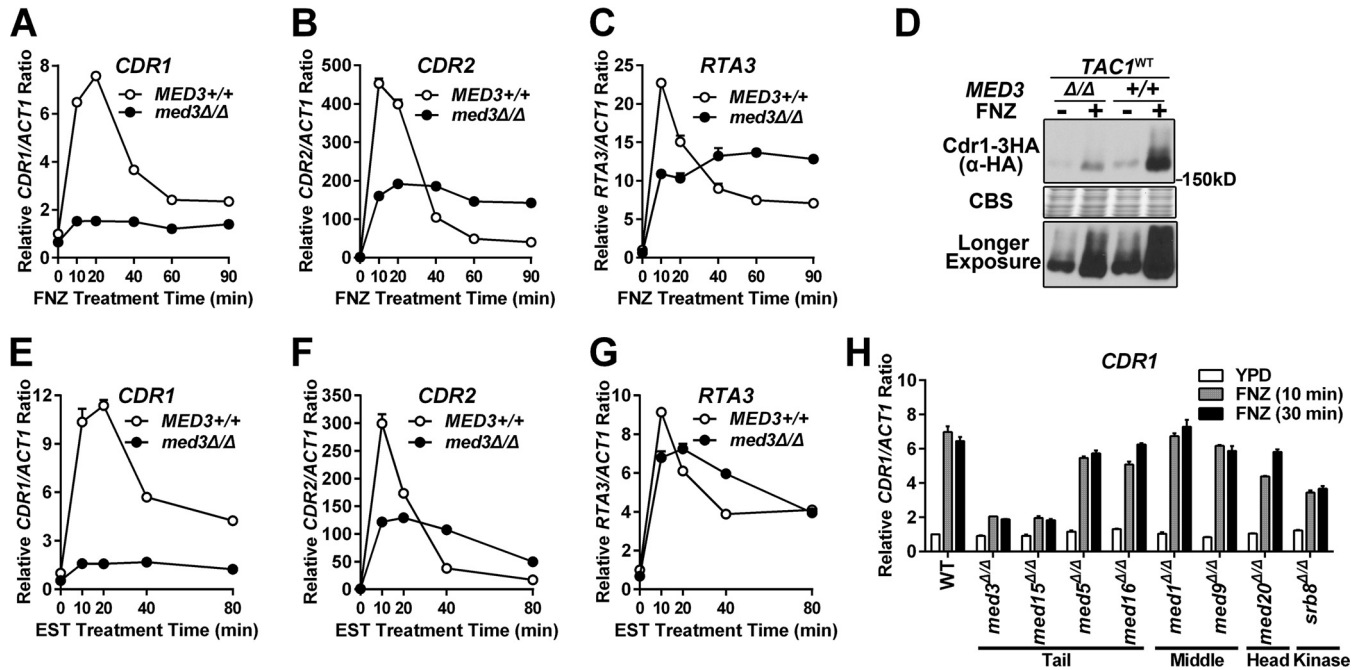 A
CDR1
Relative CDR1/ACT1 Ratio
8
6
4
2
0
MED3+/+
med3Δ/Δ
0 10 20 40 60 90
FNZ Treatment Time (min)
B
CDR2
Relative CDR2/ACT1 Ratio
500
400
300
200
100
0
MED3+/+
med3Δ/Δ
0 10 20 40 60 90
FNZ Treatment Time (min)
C
RTA3
Relative RTA3/ACT1 Ratio
25
20
15
10
5
0
MED3+/+
med3Δ/Δ
0 10 20 40 60 90
FNZ Treatment Time (min)
D
TAC1WT
MED3 Δ/Δ +/+
FNZ - + - +
Cdr1-3HA
(α-HA)
-150kD
CBS
Longer
Exposure
E
CDR1
Relative CDR1/ACT1 Ratio
12
9
6
3
0
MED3+/+
med3Δ/Δ
0 10 20 40 80
EST Treatment Time (min)
F
CDR2
Relative CDR2/ACT1 Ratio
350
300
250
200
150
100
50
0
MED3+/+
med3Δ/Δ
0 10 20 40 80
EST Treatment Time (min)
G
RTA3
Relative RTA3/ACT1 Ratio
10
8
6
4
2
0
MED3+/+
med3Δ/Δ
0 10 20 40 80
EST Treatment Time (min)
H
CDR1
Relative CDR1/ACT1 Ratio
10
8
6
4
2
0
YPD
FNZ (10 min)
FNZ (30 min)
WT
med3Δ/Δ
med15Δ/Δ
med5Δ/Δ
med16Δ/Δ
med1Δ/Δ
med9Δ/Δ
med20Δ/Δ
srb8Δ/Δ
Tail Middle Head Kinase